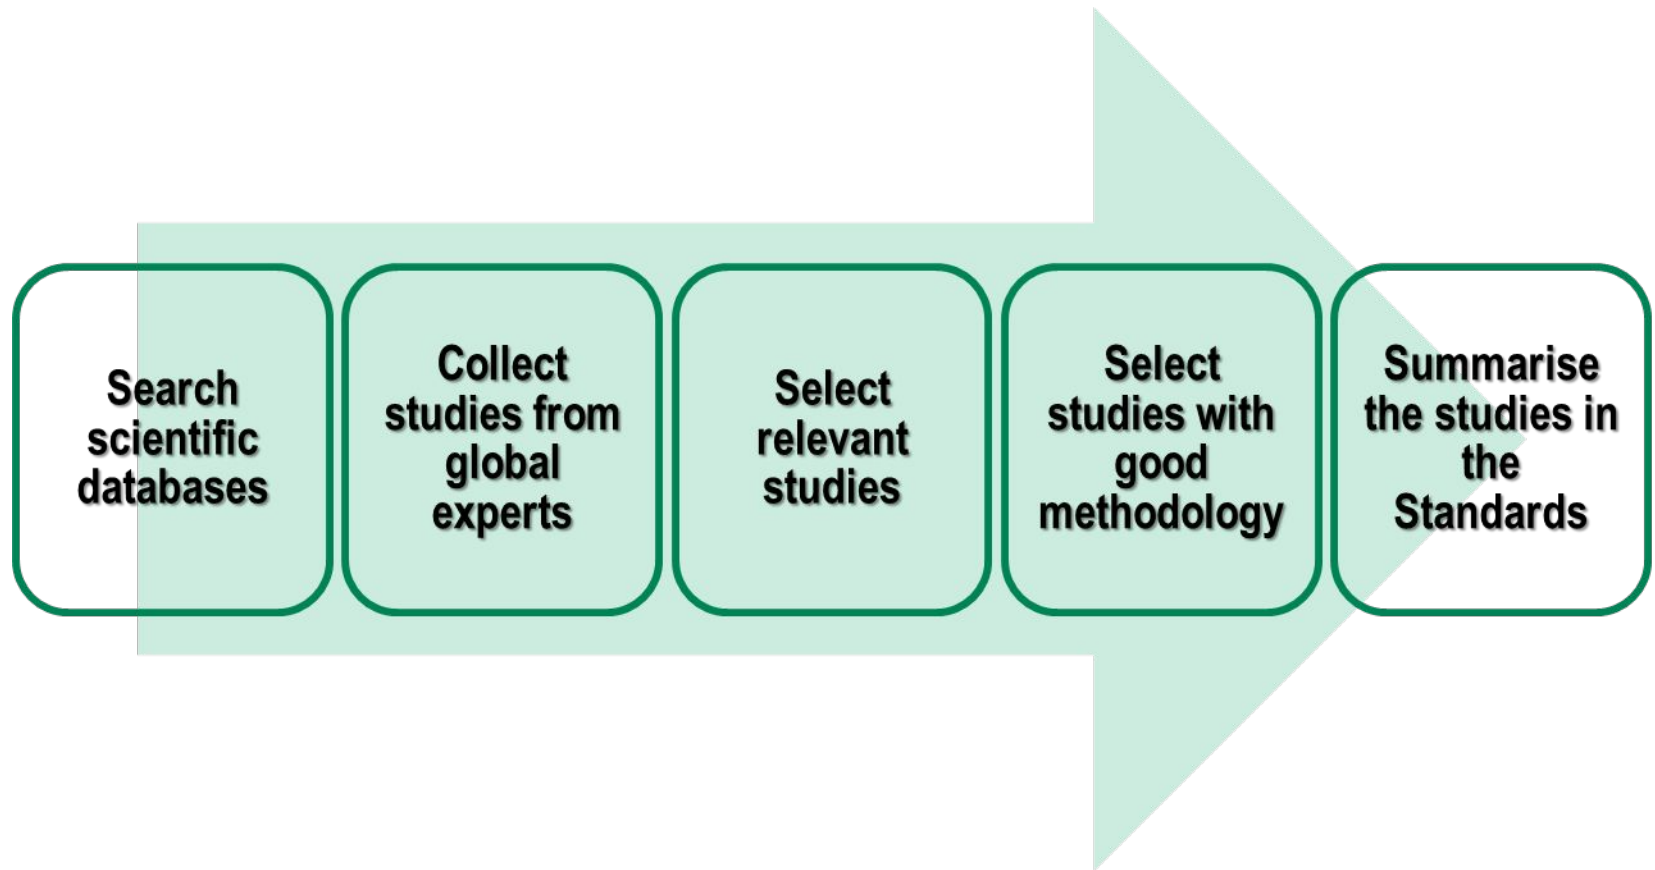 Search
scientific
databases
Collect
studies from
global
experts
Select
relevant
studies
Select
studies with
good
methodology
Summarise
the studies in
the
Standards